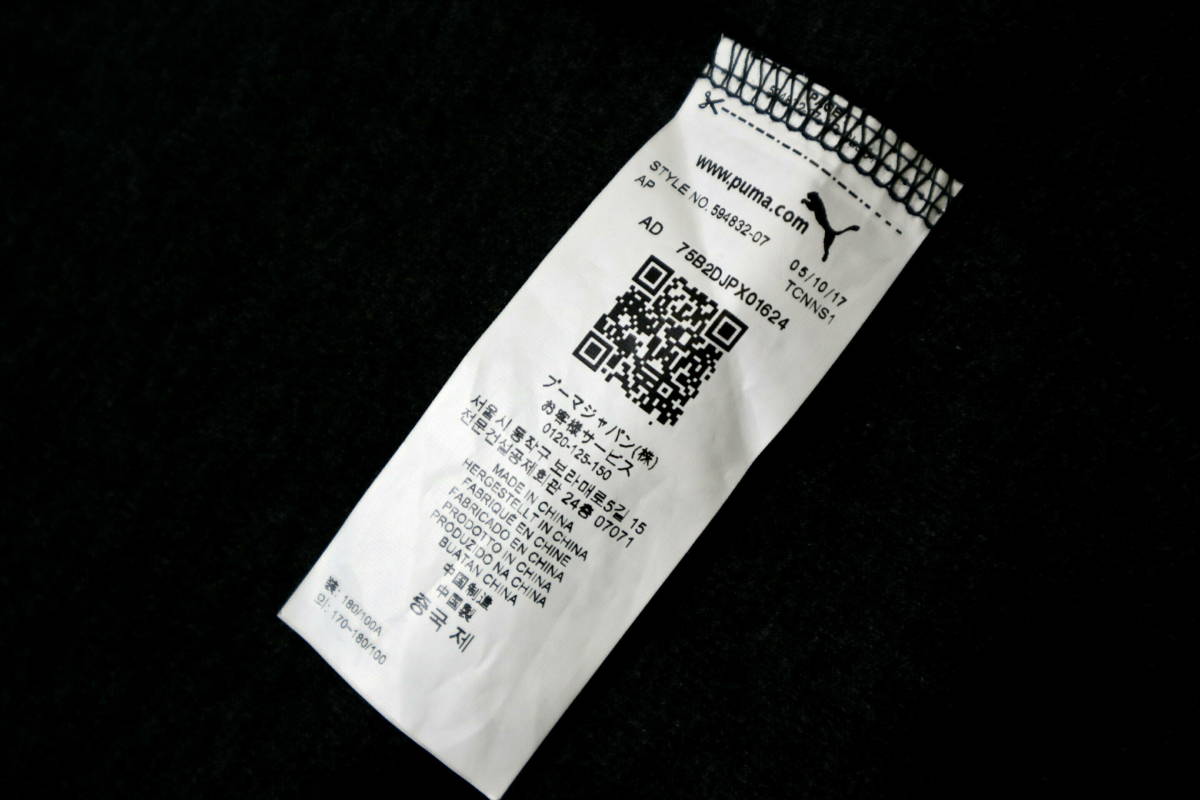 www.puma.com
STYLE NO. 594832-07
05/10/17
AP
TCNNS1
AD 75B2DJPX01624
プーマジャパン(株)
お客様サービス
0120-125-150
서울시 동작구 보라매로5길 15
전문건설공제회관 24층 07071
MADE IN CHINA
HERGESTELLT IN CHINA
FABRIQUÉ EN CHINE
FABRICADO EN CHINA
PRODOTTO IN CHINA
PRODUZIDO NA CHINA
BUATAN CHINA
中国制造
中国製
중국 제
装: 180/100A
외: 170~180/100